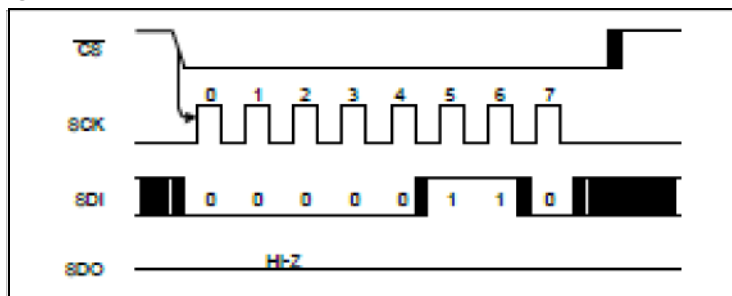 CS
0 1 2 3 4 5 6 7
SCK
SDI 0 0 0 0 0 1 1 0
SDO HI-Z